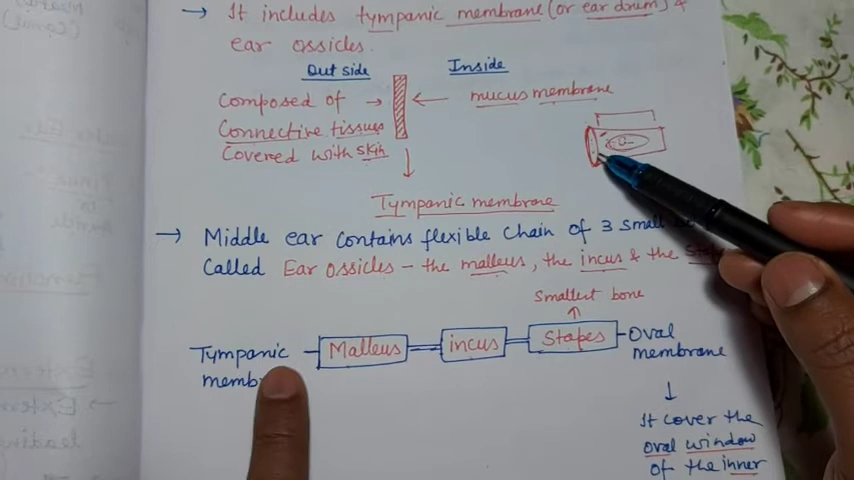 → It includes tympanic membrane (or ear drum) &
ear ossicles.
Out side
Inside
Composed of →
Connective tissues
Covered with skin
← mucus membrane
Tympanic membrane
→ Middle ear contains flexible chain of 3 small
called Ear ossicles - the malleus, the incus & the
Smallest bone
Tympanic
Malleus
incus
Stapes
Oval
membrane
It cover the
oval window
of the inner